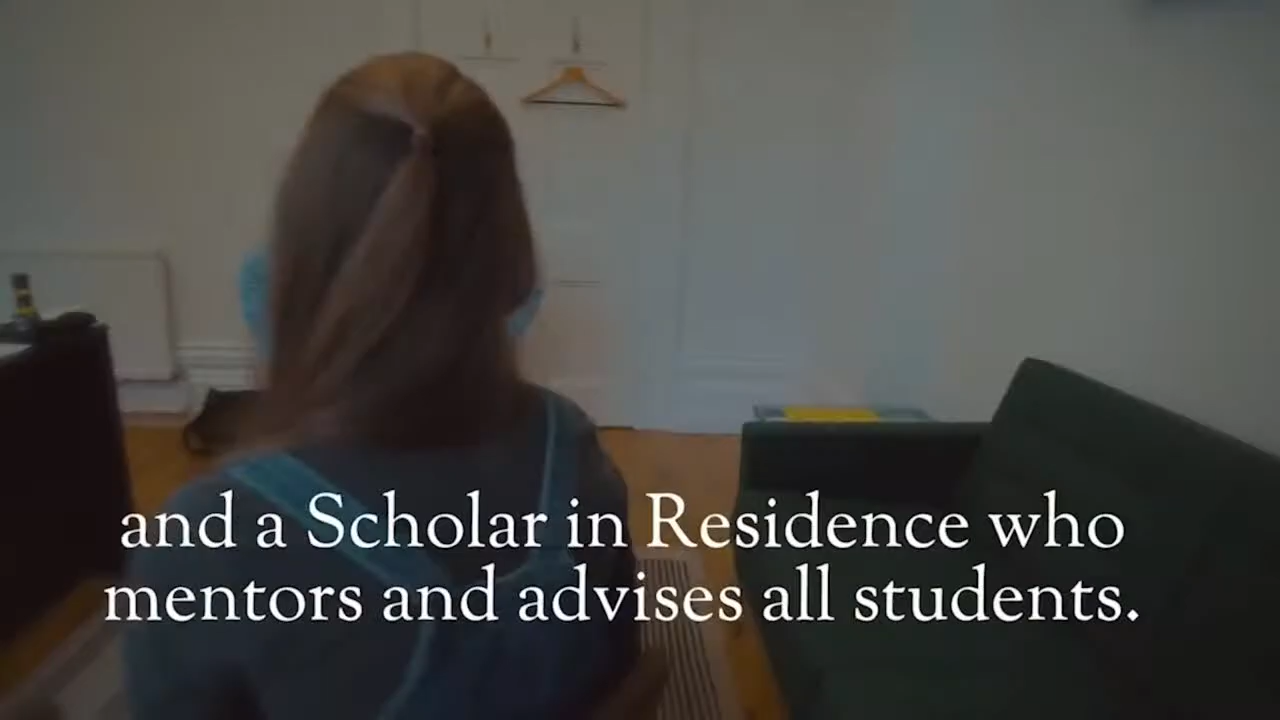 and a Scholar in Residence who
mentors and advises all students.